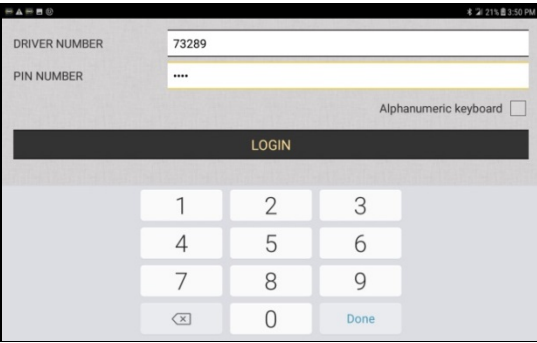 21% 3:50 PM
DRIVER NUMBER 73289
PIN NUMBER ••••
Alphanumeric keyboard
LOGIN
1 2 3
4 5 6
7 8 9
0 Done